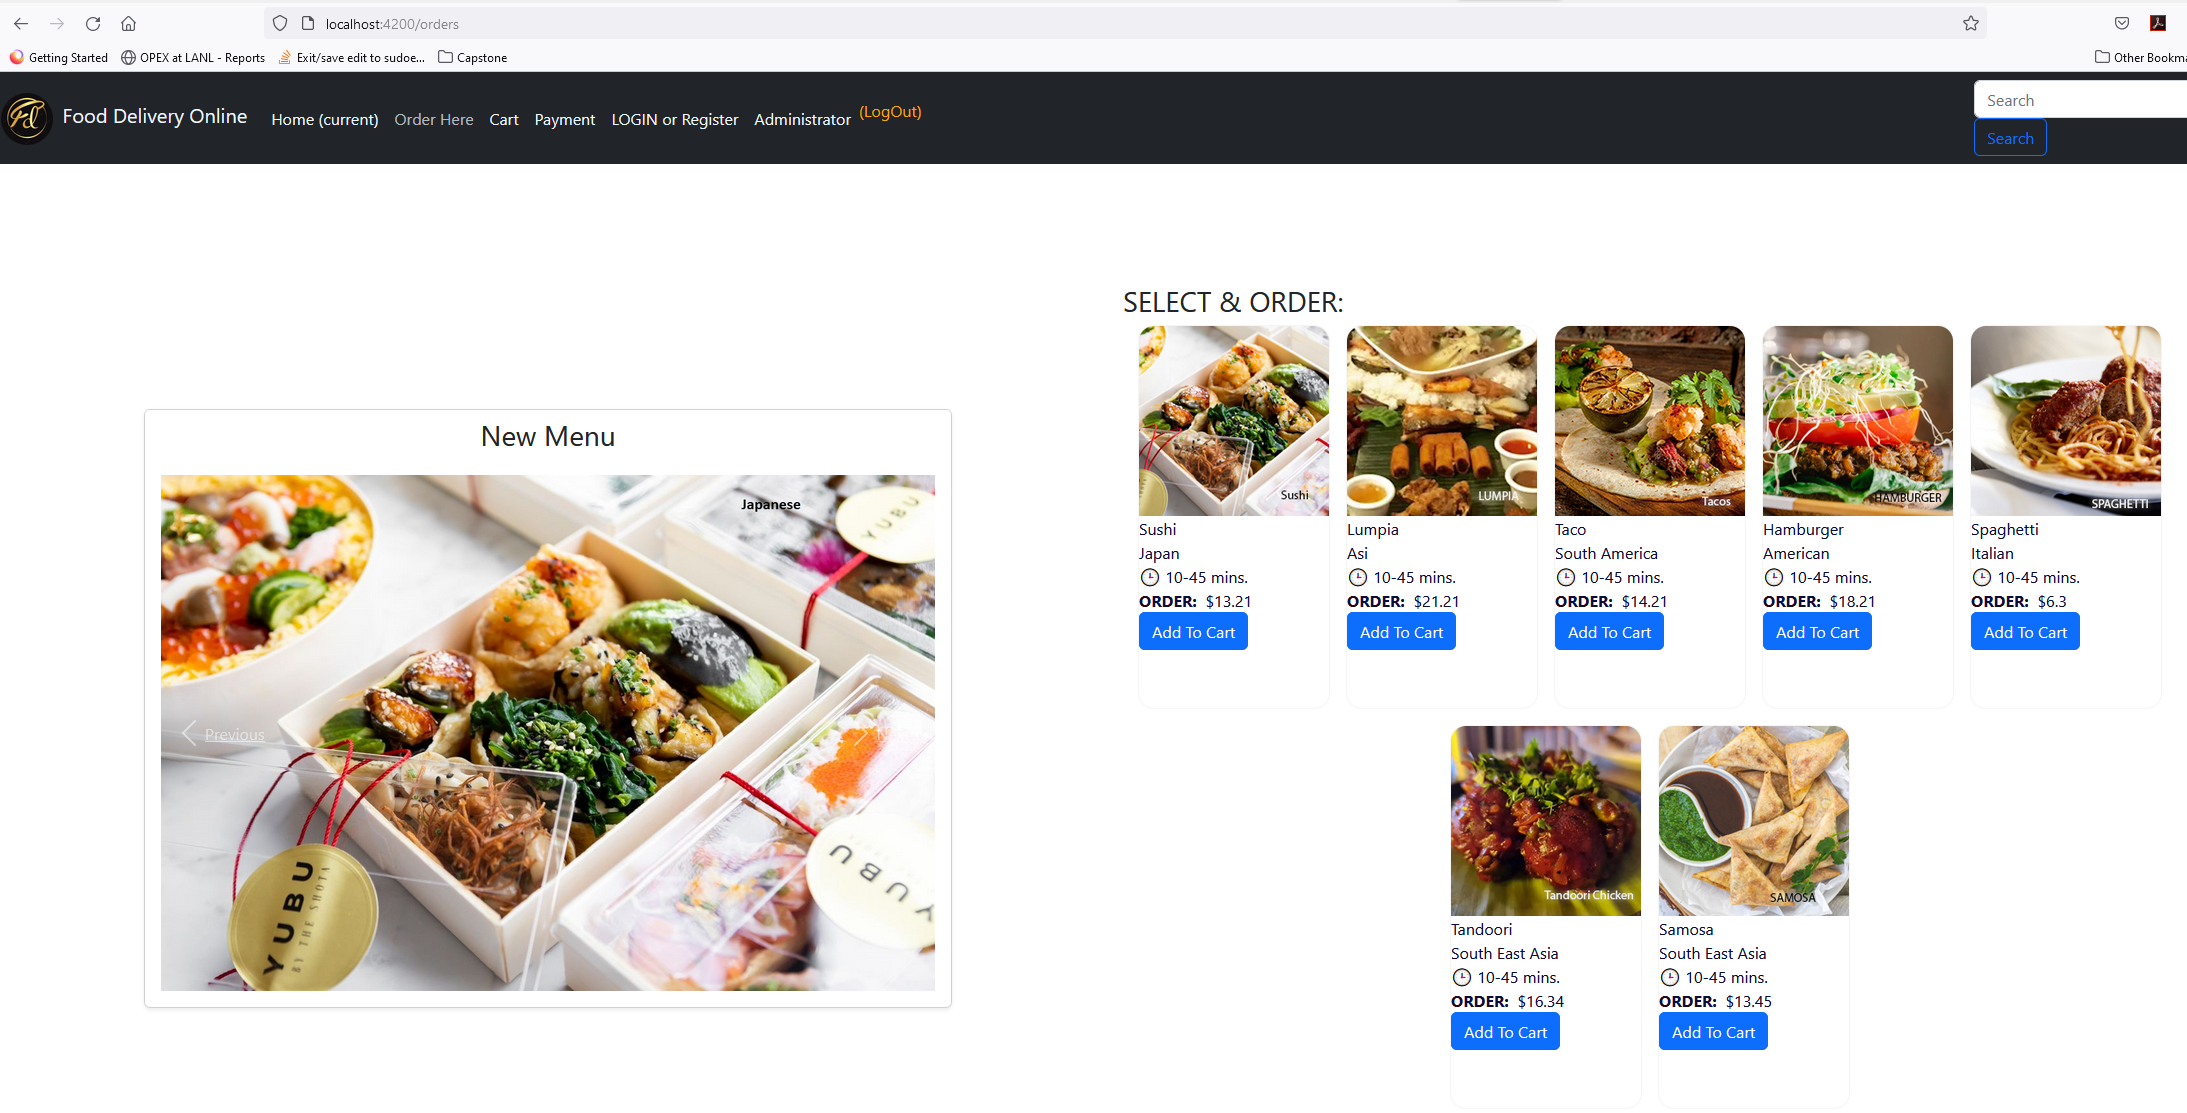 localhost:4200/orders
Getting Started
OPEX at LANL - Reports
Exit/save edit to sudoe...
Capstone
Other Bookma
Food Delivery Online
Home (current)
Order Here
Cart
Payment
LOGIN or Register
Administrator
(LogOut)
Search
Search
New Menu
Japanese
YUBU
Previous
YUBU
BY THE SHOTA
YUBU
SELECT & ORDER:
Sushi
LUMPIA
Tacos
HAMBURGER
SPAGHETTI
Sushi
Japan
10-45 mins.
ORDER: $13.21
Add To Cart
Lumpia
Asi
10-45 mins.
ORDER: $21.21
Add To Cart
Taco
South America
10-45 mins.
ORDER: $14.21
Add To Cart
Hamburger
American
10-45 mins.
ORDER: $18.21
Add To Cart
Spaghetti
Italian
10-45 mins.
ORDER: $6.3
Add To Cart
Tandoori Chicken
SAMOSA
Tandoori
South East Asia
10-45 mins.
ORDER: $16.34
Add To Cart
Samosa
South East Asia
10-45 mins.
ORDER: $13.45
Add To Cart